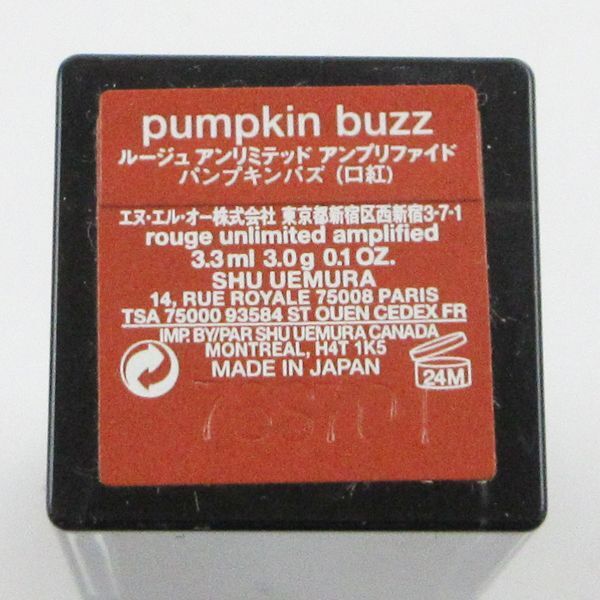 pumpkin buzz
ルージュ アンリミテッド アンプリファイド
パンプキンバズ (口紅)
エヌ・エル・オー株式会社 東京都新宿区西新宿3-7-1
rouge unlimited amplified
3.3 ml 3.0 g 0.1 OZ.
SHU UEMURA
14, RUE ROYALE 75008 PARIS
TSA 75000 93584 ST OUEN CEDEX FR
IMP. BY/PAR SHU UEMURA CANADA
MONTREAL, H4T 1K5
MADE IN JAPAN
24M